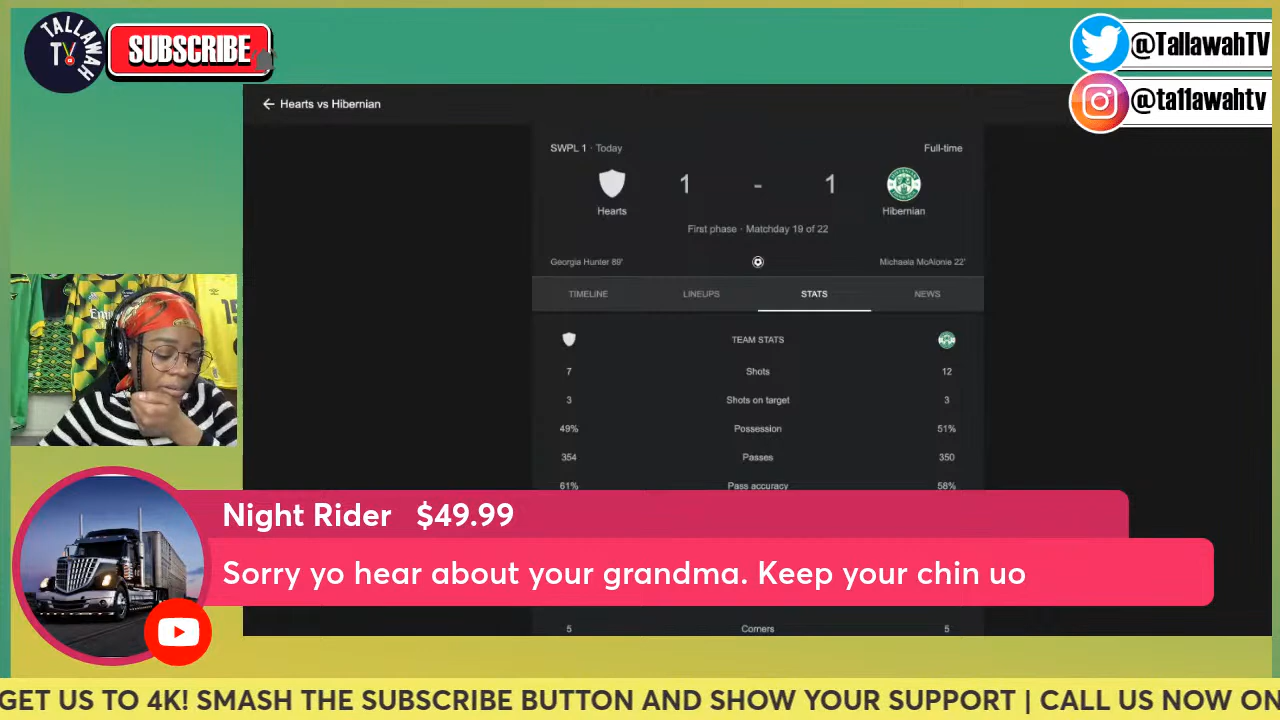 TALLAWAH
TV
SUBSCRIBE
@TallawahTV
@ta11awahtv
← Hearts vs Hibernian
SWPL 1 · Today
Full-time
1 - 1
Hearts
Hibernian
First phase · Matchday 19 of 22
Georgia Hunter 89'
Michaela McAlonie 22'
TIMELINE LINEUPS STATS NEWS
TEAM STATS
7 Shots 12
3 Shots on target 3
49% Possession 51%
354 Passes 350
61% Pass accuracy 58%
Night Rider $49.99
Sorry yo hear about your grandma. Keep your chin uo
5 Corners 5
GET US TO 4K! SMASH THE SUBSCRIBE BUTTON AND SHOW YOUR SUPPORT | CALL US NOW ON